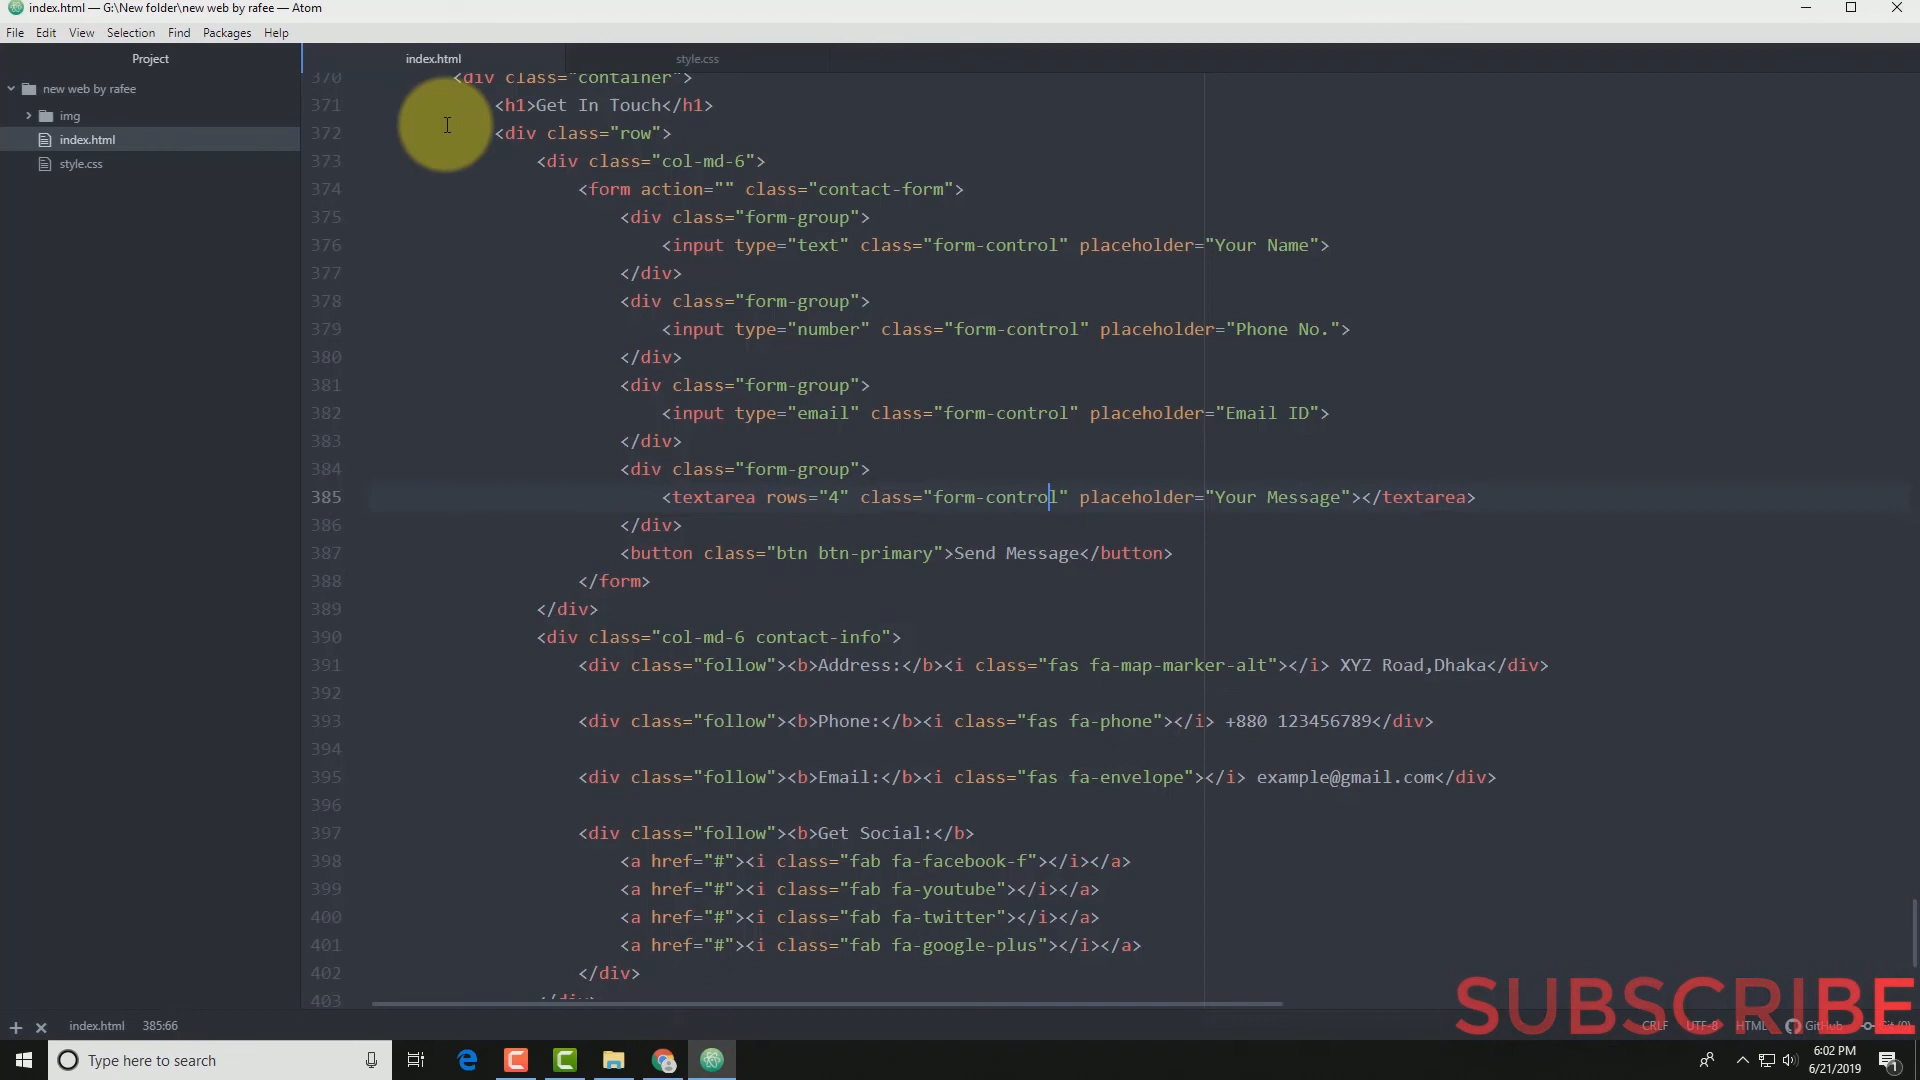 index.html — G:\New folder\new web by rafee — Atom
File Edit View Selection Find Packages Help
Project
index.html
style.css
new web by rafee
img
index.html
style.css
370 <div class="container">
371 <h1>Get In Touch</h1>
372 <div class="row">
373 <div class="col-md-6">
374 <form action="" class="contact-form">
375 <div class="form-group">
376 <input type="text" class="form-control" placeholder="Your Name">
377 </div>
378 <div class="form-group">
379 <input type="number" class="form-control" placeholder="Phone No.">
380 </div>
381 <div class="form-group">
382 <input type="email" class="form-control" placeholder="Email ID">
383 </div>
384 <div class="form-group">
385 <textarea rows="4" class="form-control" placeholder="Your Message"></textarea>
386 </div>
387 <button class="btn btn-primary">Send Message</button>
388 </form>
389 </div>
390 <div class="col-md-6 contact-info">
391 <div class="follow"><b>Address:</b><i class="fas fa-map-marker-alt"></i> XYZ Road,Dhaka</div>
392
393 <div class="follow"><b>Phone:</b><i class="fas fa-phone"></i> +880 123456789</div>
394
395 <div class="follow"><b>Email:</b><i class="fas fa-envelope"></i> example@gmail.com</div>
396
397 <div class="follow"><b>Get Social:</b>
398 <a href="#"><i class="fab fa-facebook-f"></i></a>
399 <a href="#"><i class="fab fa-youtube"></i></a>
400 <a href="#"><i class="fab fa-twitter"></i></a>
401 <a href="#"><i class="fab fa-google-plus"></i></a>
402 </div>
403 </div>
SUBSCRIBE
index.html 385:66
CRLF UTF-8 HTML GitHub Git (0)
Type here to search
6:02 PM
6/21/2019
1